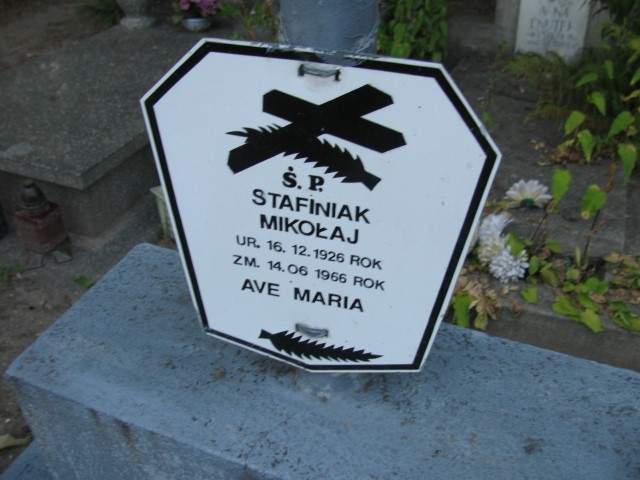 Ś. P.
STAFINIAK
MIKOŁAJ
UR. 16. 12. 1926 ROK
ZM. 14. 06 1966 ROK
AVE MARIA